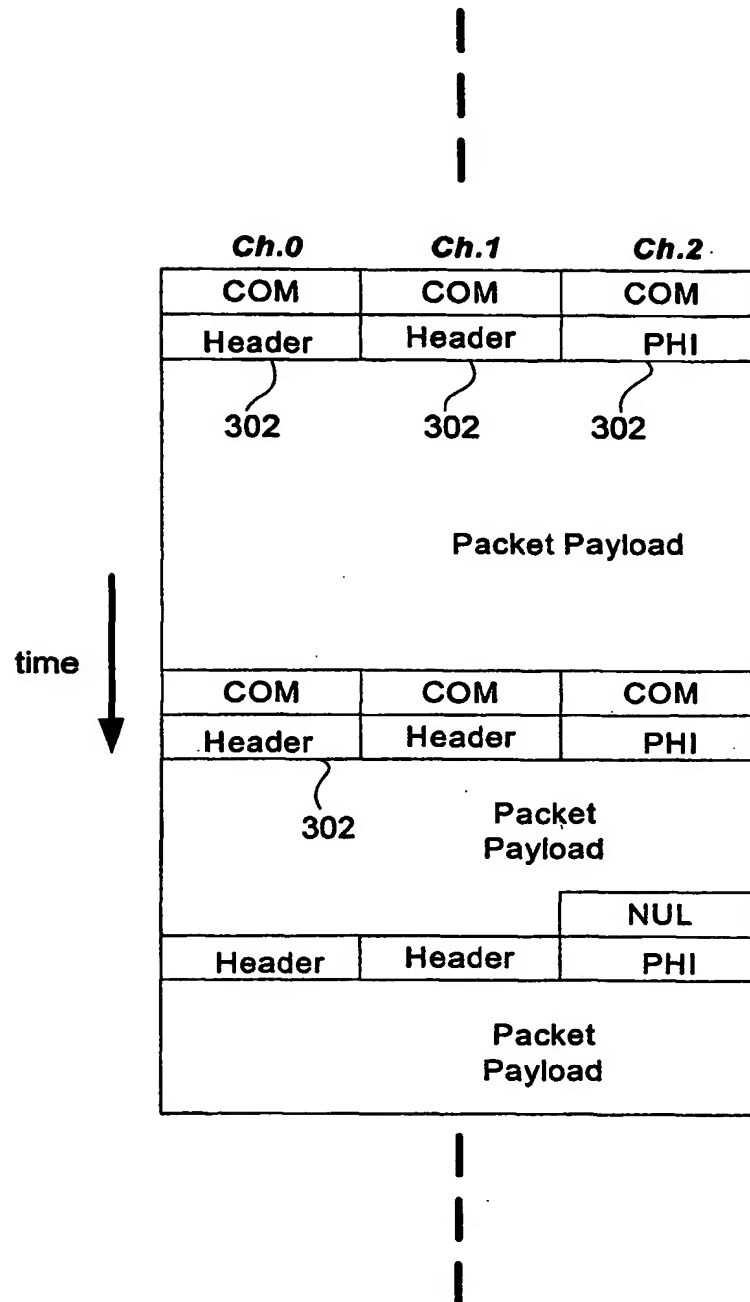 Ch.0 Ch.1 Ch.2
COM COM COM
Header Header PHI
302 302 302
Packet Payload
time
COM COM COM
Header Header PHI
302
Packet
Payload
NUL
Header Header PHI
Packet
Payload